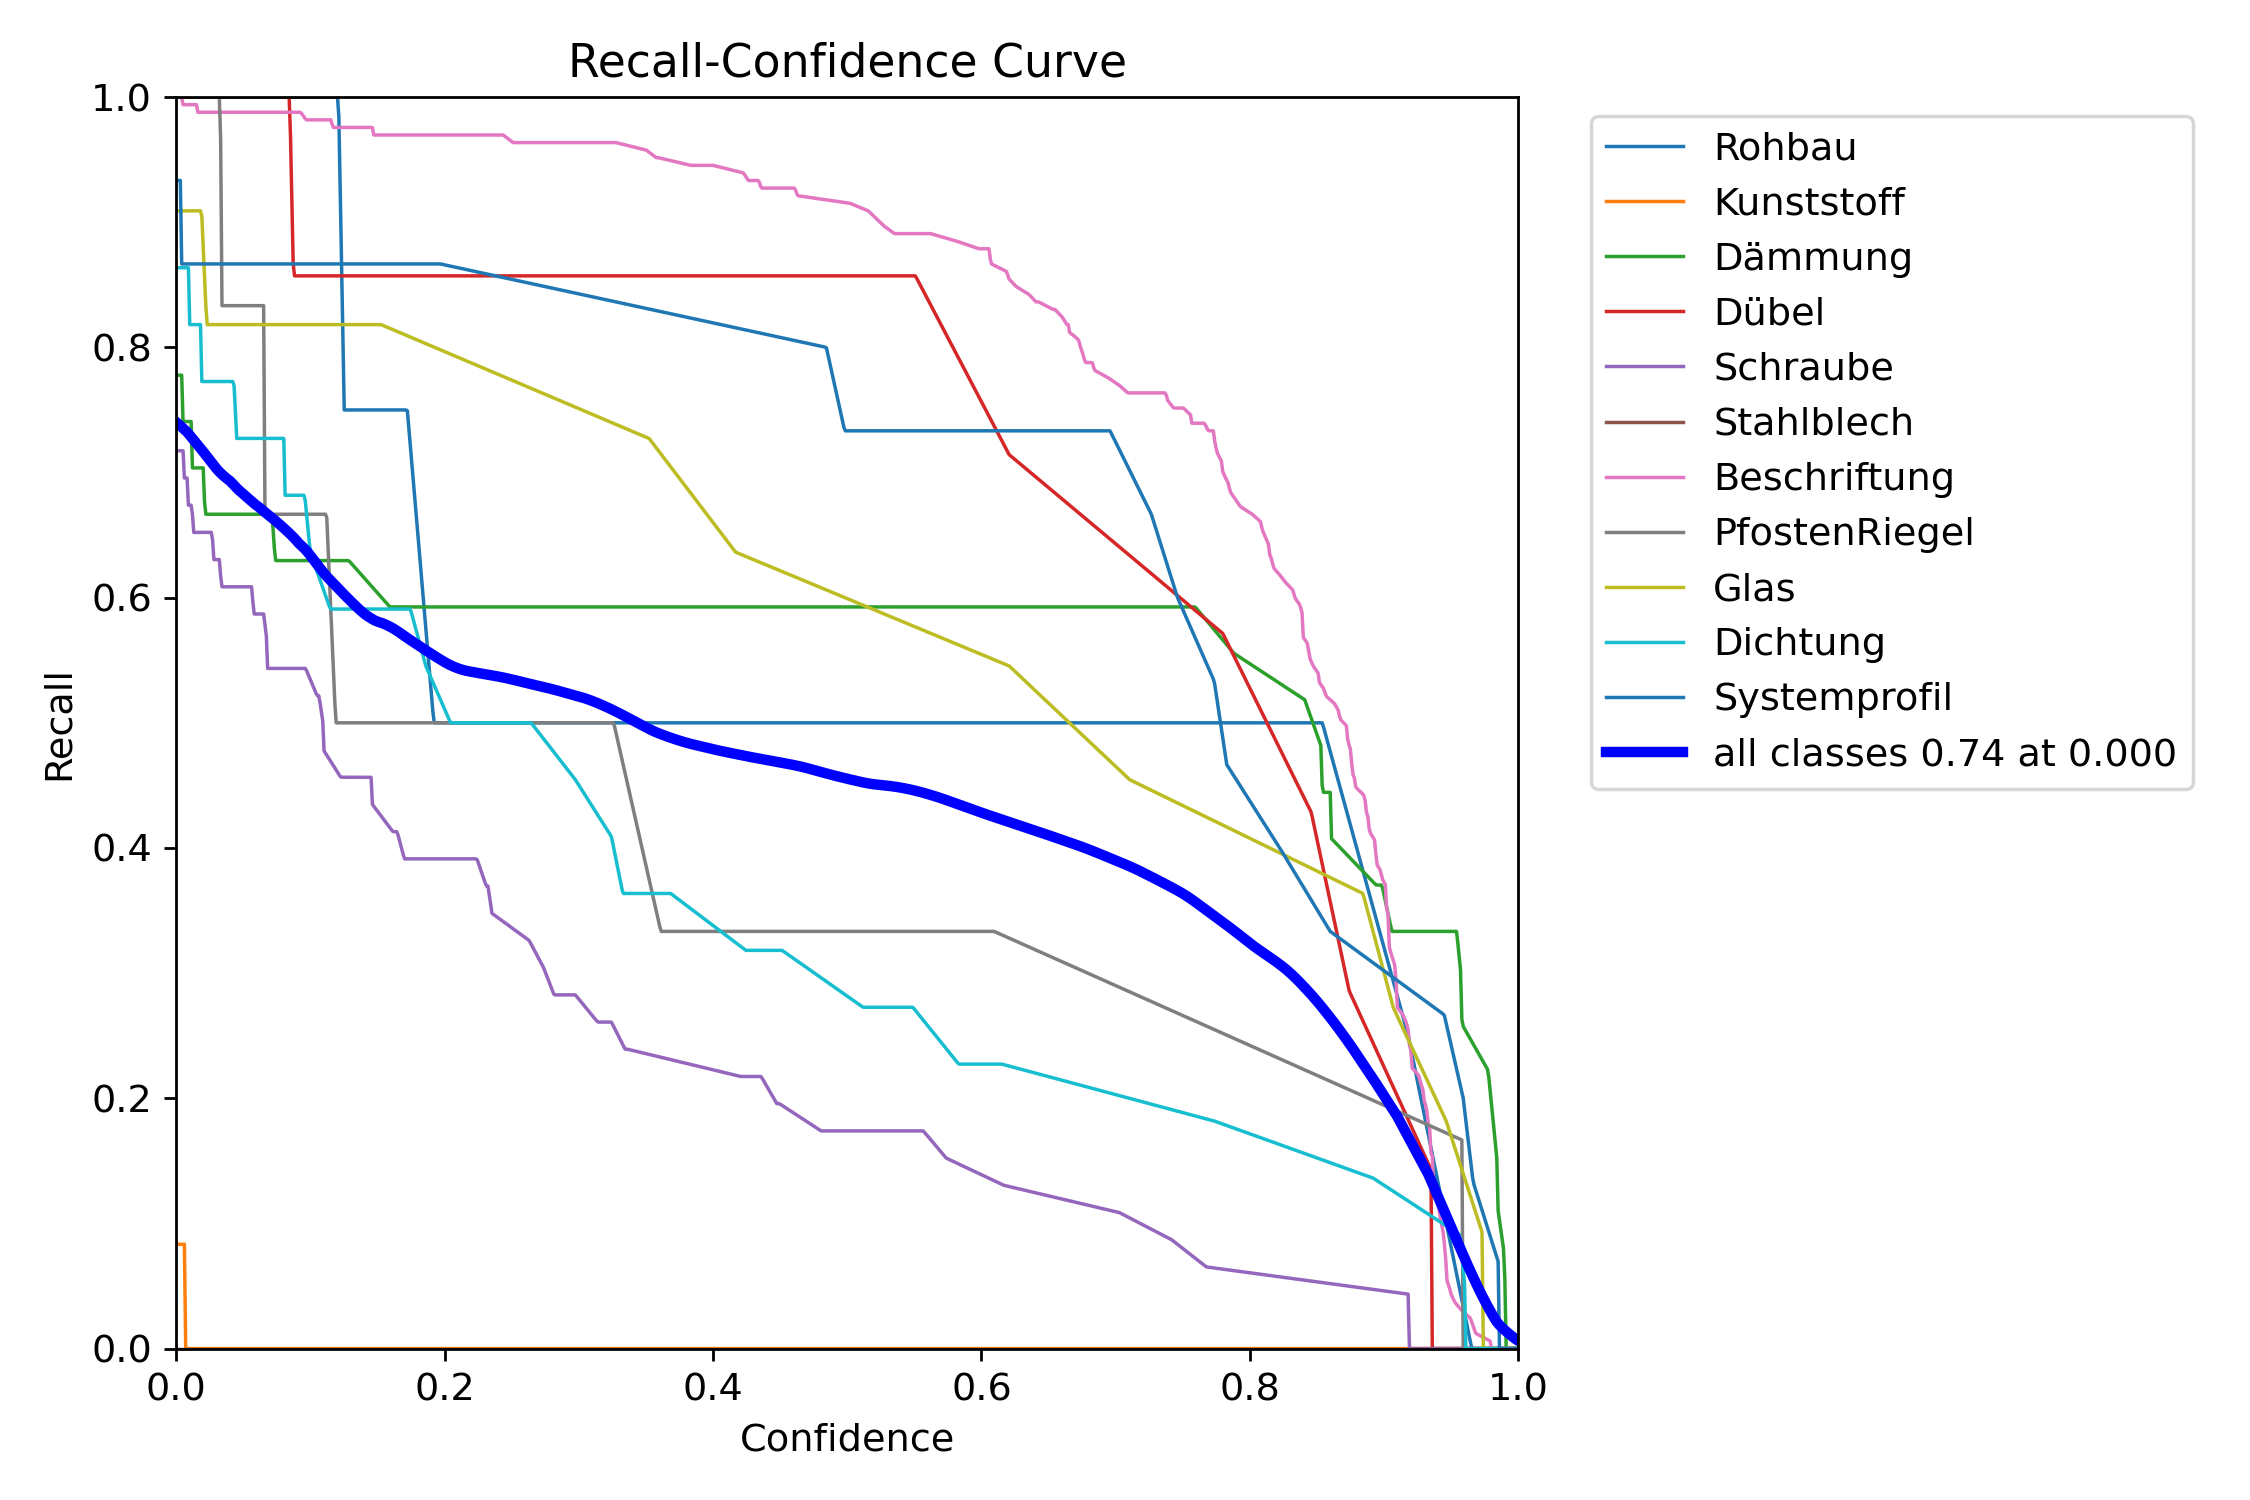 Recall-Confidence Curve
1.0
0.8
0.6
0.4
0.2
0.0
Recall
0.0 0.2 0.4 0.6 0.8 1.0
Confidence
Rohbau
Kunststoff
Dämmung
Dübel
Schraube
Stahlblech
Beschriftung
PfostenRiegel
Glas
Dichtung
Systemprofil
all classes 0.74 at 0.000